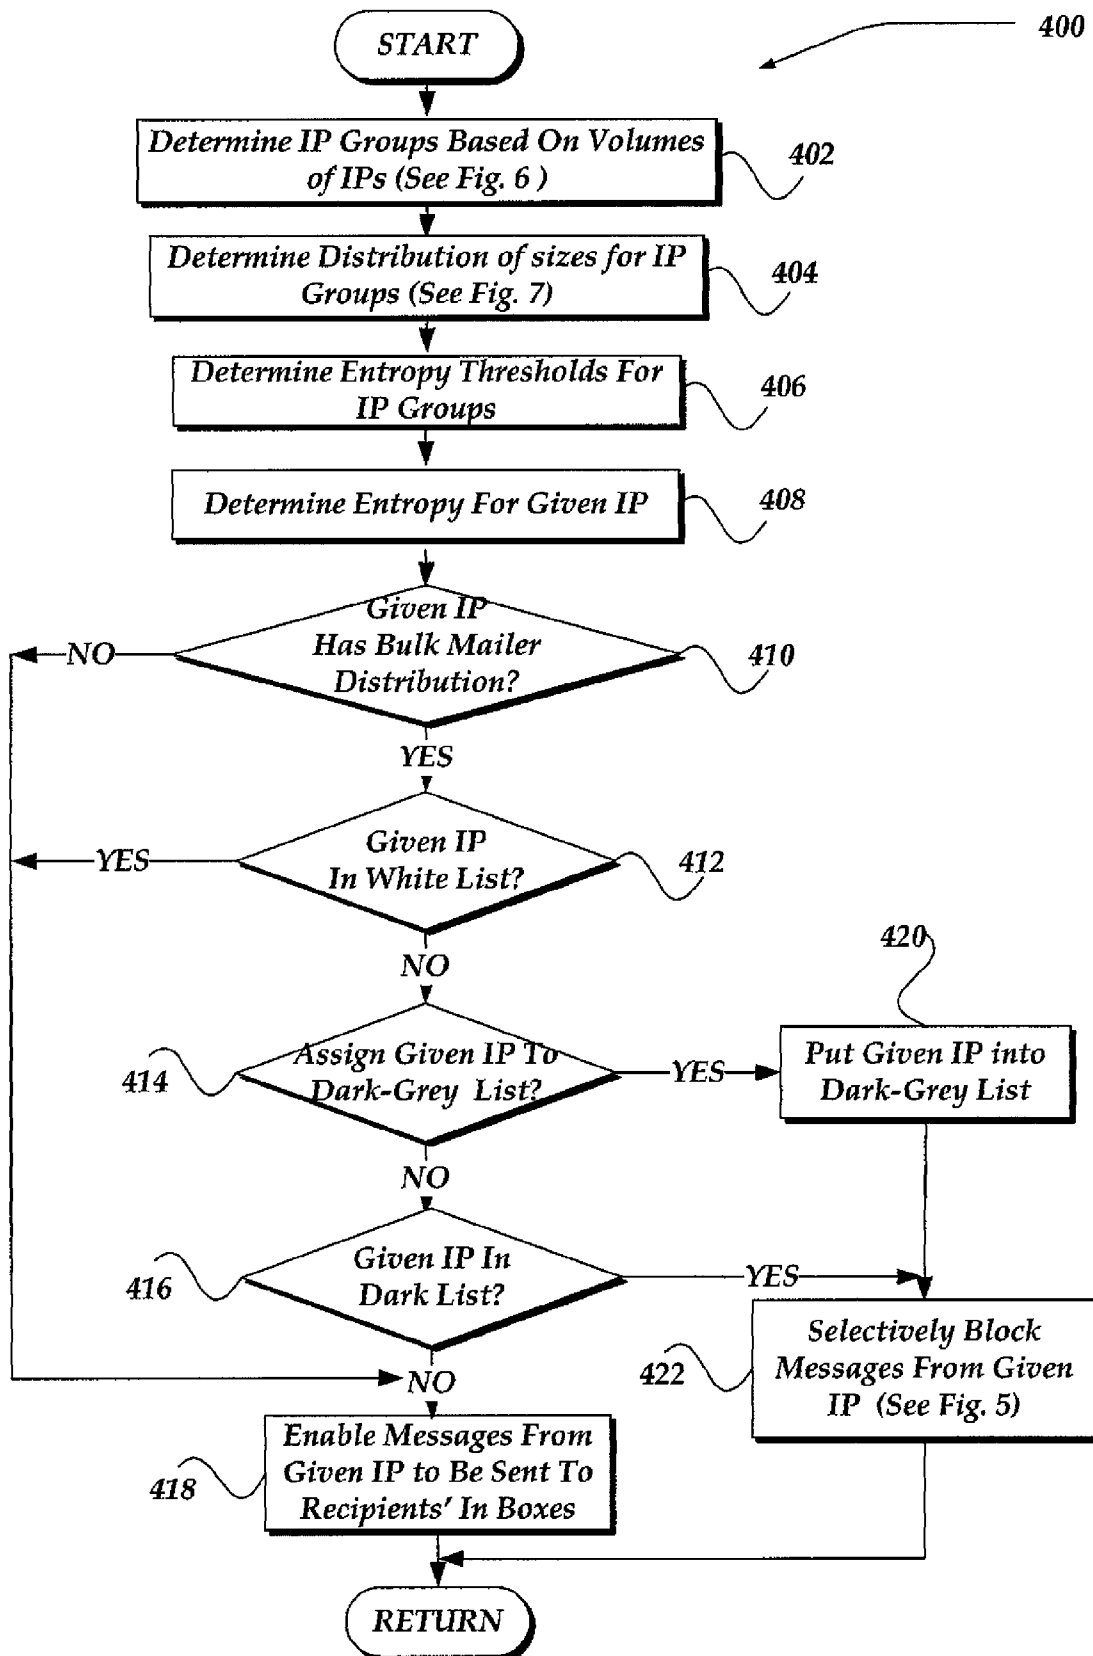 START
400
Determine IP Groups Based On Volumes
of IPs (See Fig. 6 )
402
Determine Distribution of sizes for IP
Groups (See Fig. 7)
404
Determine Entropy Thresholds For
IP Groups
406
Determine Entropy For Given IP
408
Given IP
Has Bulk Mailer
Distribution?
410
NO
YES
Given IP
In White List?
412
YES
NO
420
Assign Given IP To
Dark-Grey List?
414
YES
Put Given IP into
Dark-Grey List
NO
Given IP In
Dark List?
416
YES
Selectively Block
Messages From Given
IP (See Fig. 5)
422
NO
Enable Messages From
Given IP to Be Sent To
Recipients' In Boxes
418
RETURN